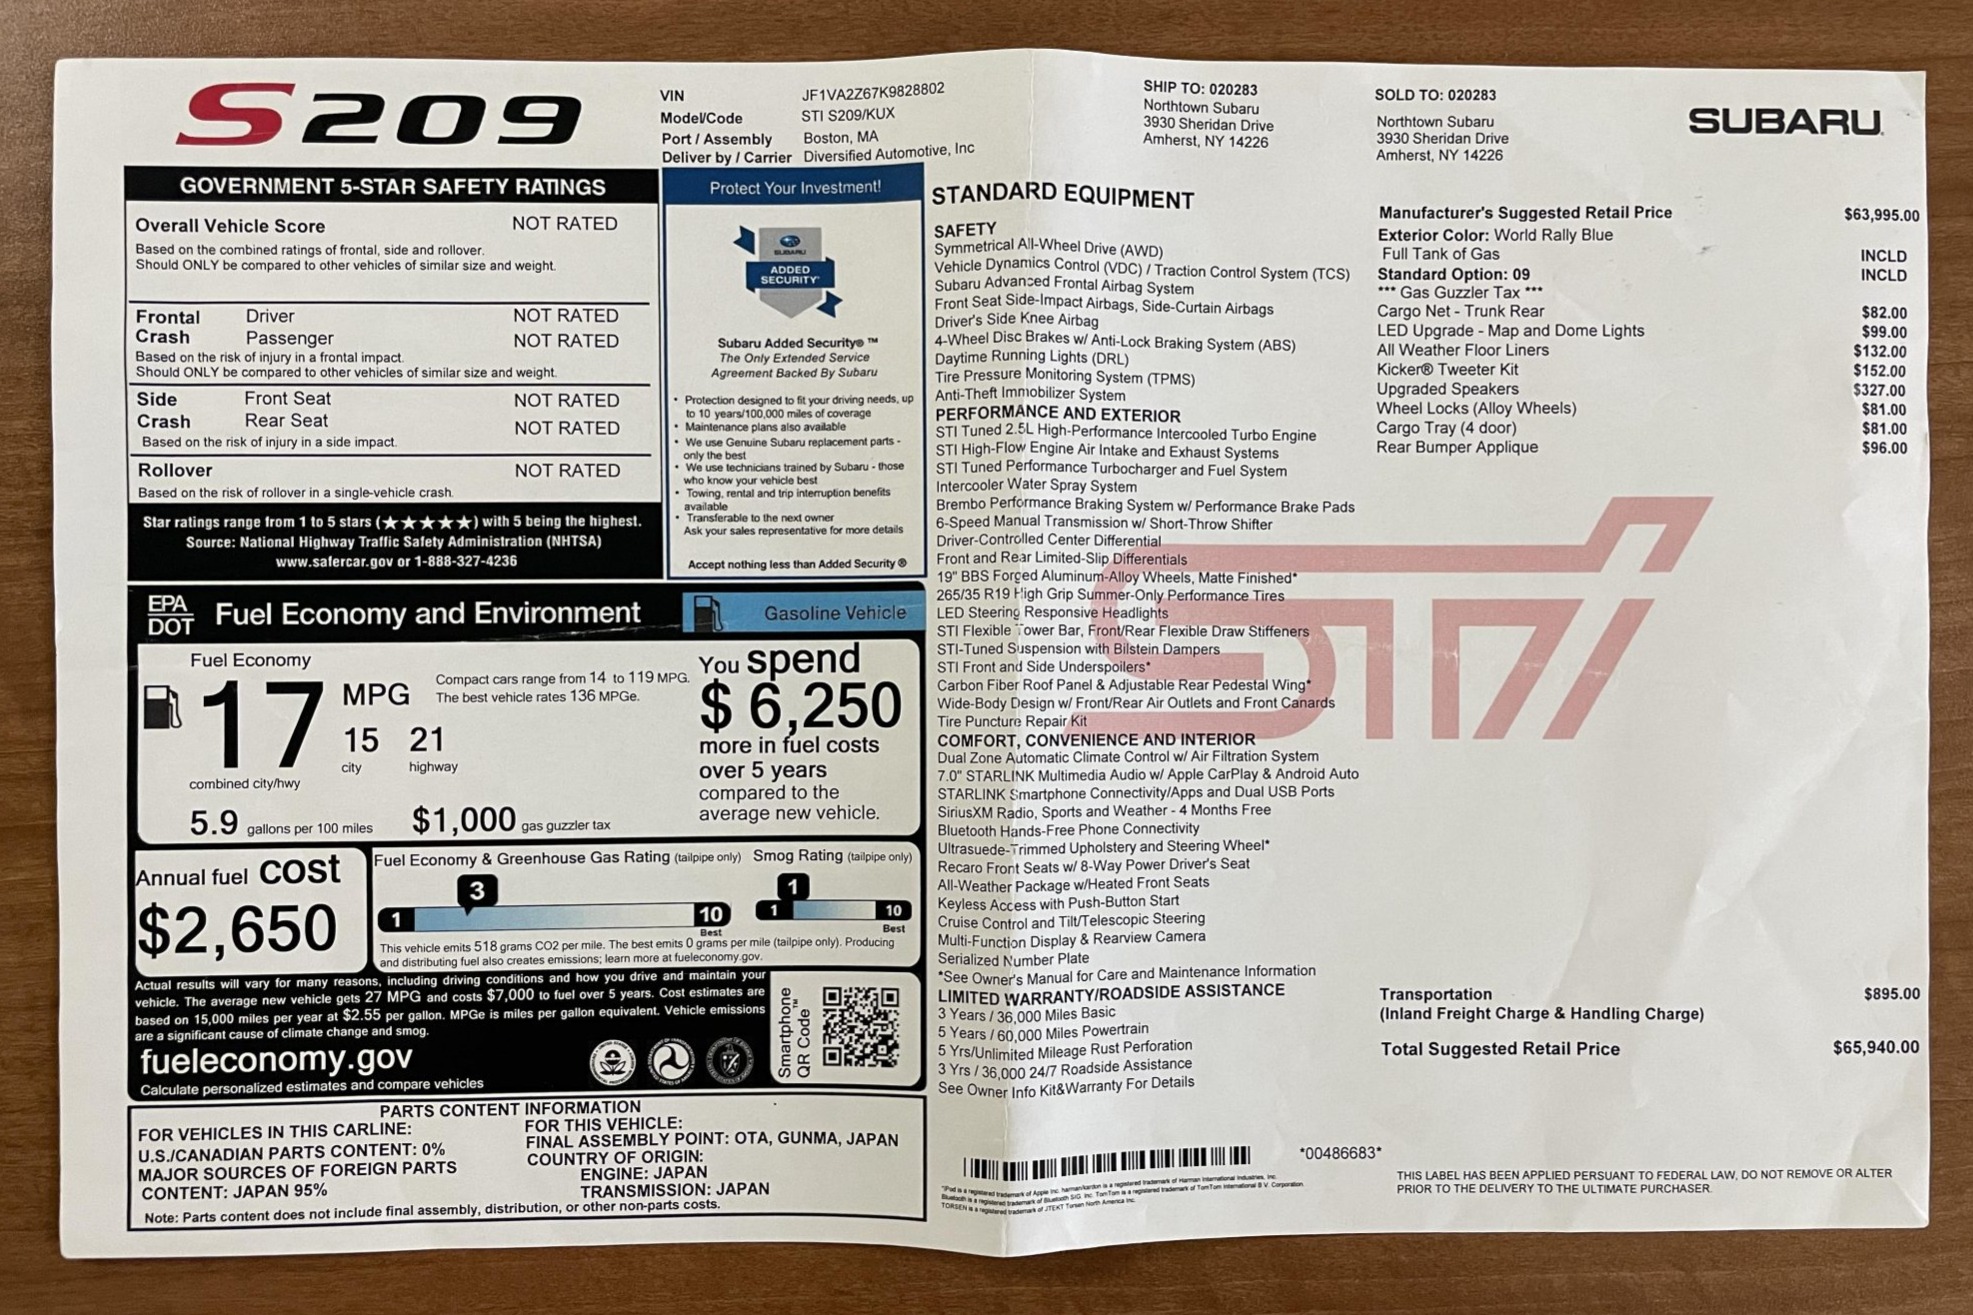 S209
VIN JF1VA2Z67K9828802
Model/Code STI S209/KUX
Port / Assembly Boston, MA
Deliver by / Carrier Diversified Automotive, Inc
SHIP TO: 020283
Northtown Subaru
3930 Sheridan Drive
Amherst, NY 14226
SOLD TO: 020283
Northtown Subaru
3930 Sheridan Drive
Amherst, NY 14226
SUBARU
GOVERNMENT 5-STAR SAFETY RATINGS
Overall Vehicle Score NOT RATED
Based on the combined ratings of frontal, side and rollover.
Should ONLY be compared to other vehicles of similar size and weight.
Frontal Driver NOT RATED
Crash Passenger NOT RATED
Based on the risk of injury in a frontal impact.
Should ONLY be compared to other vehicles of similar size and weight.
Side Front Seat NOT RATED
Crash Rear Seat NOT RATED
Based on the risk of injury in a side impact.
Rollover NOT RATED
Based on the risk of rollover in a single-vehicle crash.
Star ratings range from 1 to 5 stars (★★★★★) with 5 being the highest.
Source: National Highway Traffic Safety Administration (NHTSA)
www.safercar.gov or 1-888-327-4236
Protect Your Investment!
SUBARU
ADDED
SECURITY®
Subaru Added Security® ™
The Only Extended Service
Agreement Backed By Subaru
• Protection designed to fit your driving needs, up
to 10 years/100,000 miles of coverage
• Maintenance plans also available
• We use Genuine Subaru replacement parts -
only the best
• We use technicians trained by Subaru - those
who know your vehicle best
• Towing, rental and trip interruption benefits
available
• Transferable to the next owner
Ask your sales representative for more details
Accept nothing less than Added Security ®
EPA
DOT
Fuel Economy and Environment
Gasoline Vehicle
Fuel Economy
17 MPG
15 city
21 highway
combined city/hwy
Compact cars range from 14 to 119 MPG.
The best vehicle rates 136 MPGe.
5.9 gallons per 100 miles
$1,000 gas guzzler tax
You spend
$ 6,250
more in fuel costs
over 5 years
compared to the
average new vehicle.
Annual fuel cost
$2,650
Fuel Economy & Greenhouse Gas Rating (tailpipe only)
3
1 10
Best
Smog Rating (tailpipe only)
1
1 10
Best
This vehicle emits 518 grams CO2 per mile. The best emits 0 grams per mile (tailpipe only). Producing
and distributing fuel also creates emissions; learn more at fueleconomy.gov.
Actual results will vary for many reasons, including driving conditions and how you drive and maintain your
vehicle. The average new vehicle gets 27 MPG and costs $7,000 to fuel over 5 years. Cost estimates are
based on 15,000 miles per year at $2.55 per gallon. MPGe is miles per gallon equivalent. Vehicle emissions
are a significant cause of climate change and smog.
fueleconomy.gov
Calculate personalized estimates and compare vehicles
Smartphone
QR Code™
PARTS CONTENT INFORMATION
FOR VEHICLES IN THIS CARLINE:
U.S./CANADIAN PARTS CONTENT: 0%
MAJOR SOURCES OF FOREIGN PARTS
CONTENT: JAPAN 95%
FOR THIS VEHICLE:
FINAL ASSEMBLY POINT: OTA, GUNMA, JAPAN
COUNTRY OF ORIGIN:
ENGINE: JAPAN
TRANSMISSION: JAPAN
Note: Parts content does not include final assembly, distribution, or other non-parts costs.
STANDARD EQUIPMENT
SAFETY
Symmetrical All-Wheel Drive (AWD)
Vehicle Dynamics Control (VDC) / Traction Control System (TCS)
Subaru Advanced Frontal Airbag System
Front Seat Side-Impact Airbags, Side-Curtain Airbags
Driver's Side Knee Airbag
4-Wheel Disc Brakes w/ Anti-Lock Braking System (ABS)
Daytime Running Lights (DRL)
Tire Pressure Monitoring System (TPMS)
Anti-Theft Immobilizer System
PERFORMANCE AND EXTERIOR
STI Tuned 2.5L High-Performance Intercooled Turbo Engine
STI High-Flow Engine Air Intake and Exhaust Systems
STI Tuned Performance Turbocharger and Fuel System
Intercooler Water Spray System
Brembo Performance Braking System w/ Performance Brake Pads
6-Speed Manual Transmission w/ Short-Throw Shifter
Driver-Controlled Center Differential
Front and Rear Limited-Slip Differentials
19" BBS Forged Aluminum-Alloy Wheels, Matte Finished*
265/35 R19 High Grip Summer-Only Performance Tires
LED Steering Responsive Headlights
STI Flexible Tower Bar, Front/Rear Flexible Draw Stiffeners
STI-Tuned Suspension with Bilstein Dampers
STI Front and Side Underspoilers*
Carbon Fiber Roof Panel & Adjustable Rear Pedestal Wing*
Wide-Body Design w/ Front/Rear Air Outlets and Front Canards
Tire Puncture Repair Kit
COMFORT, CONVENIENCE AND INTERIOR
Dual Zone Automatic Climate Control w/ Air Filtration System
7.0" STARLINK Multimedia Audio w/ Apple CarPlay & Android Auto
STARLINK Smartphone Connectivity/Apps and Dual USB Ports
SiriusXM Radio, Sports and Weather - 4 Months Free
Bluetooth Hands-Free Phone Connectivity
Ultrasuede-Trimmed Upholstery and Steering Wheel*
Recaro Front Seats w/ 8-Way Power Driver's Seat
All-Weather Package w/Heated Front Seats
Keyless Access with Push-Button Start
Cruise Control and Tilt/Telescopic Steering
Multi-Function Display & Rearview Camera
Serialized Number Plate
*See Owner's Manual for Care and Maintenance Information
LIMITED WARRANTY/ROADSIDE ASSISTANCE
3 Years / 36,000 Miles Basic
5 Years / 60,000 Miles Powertrain
5 Yrs/Unlimited Mileage Rust Perforation
3 Yrs / 36,000 24/7 Roadside Assistance
See Owner Info Kit&Warranty For Details
STI
Manufacturer's Suggested Retail Price $63,995.00
Exterior Color: World Rally Blue
Full Tank of Gas INCLD
Standard Option: 09 INCLD
*** Gas Guzzler Tax ***
Cargo Net - Trunk Rear $82.00
LED Upgrade - Map and Dome Lights $99.00
All Weather Floor Liners $132.00
Kicker® Tweeter Kit $152.00
Upgraded Speakers $327.00
Wheel Locks (Alloy Wheels) $81.00
Cargo Tray (4 door) $81.00
Rear Bumper Applique $96.00
Transportation $895.00
(Inland Freight Charge & Handling Charge)
Total Suggested Retail Price $65,940.00
*00486683*
"iPod is a registered trademark of Apple Inc. harman/kardon is a registered trademark of Harman International Industries, Inc.
Bluetooth is a registered trademark of Bluetooth SIG, Inc. TomTom is a registered trademark of TomTom International B.V. Corporation.
TORSEN is a registered trademark of JTEKT Torsen North America Inc.
THIS LABEL HAS BEEN APPLIED PURSUANT TO FEDERAL LAW, DO NOT REMOVE OR ALTER
PRIOR TO THE DELIVERY TO THE ULTIMATE PURCHASER.